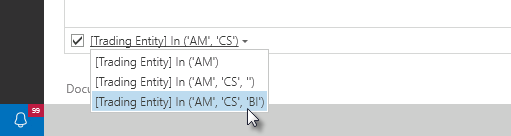 [Trading Entity] In ('AM', 'CS')
[Trading Entity] In ('AM')
[Trading Entity] In ('AM', 'CS', '')
[Trading Entity] In ('AM', 'CS', 'BI')
Docu
99